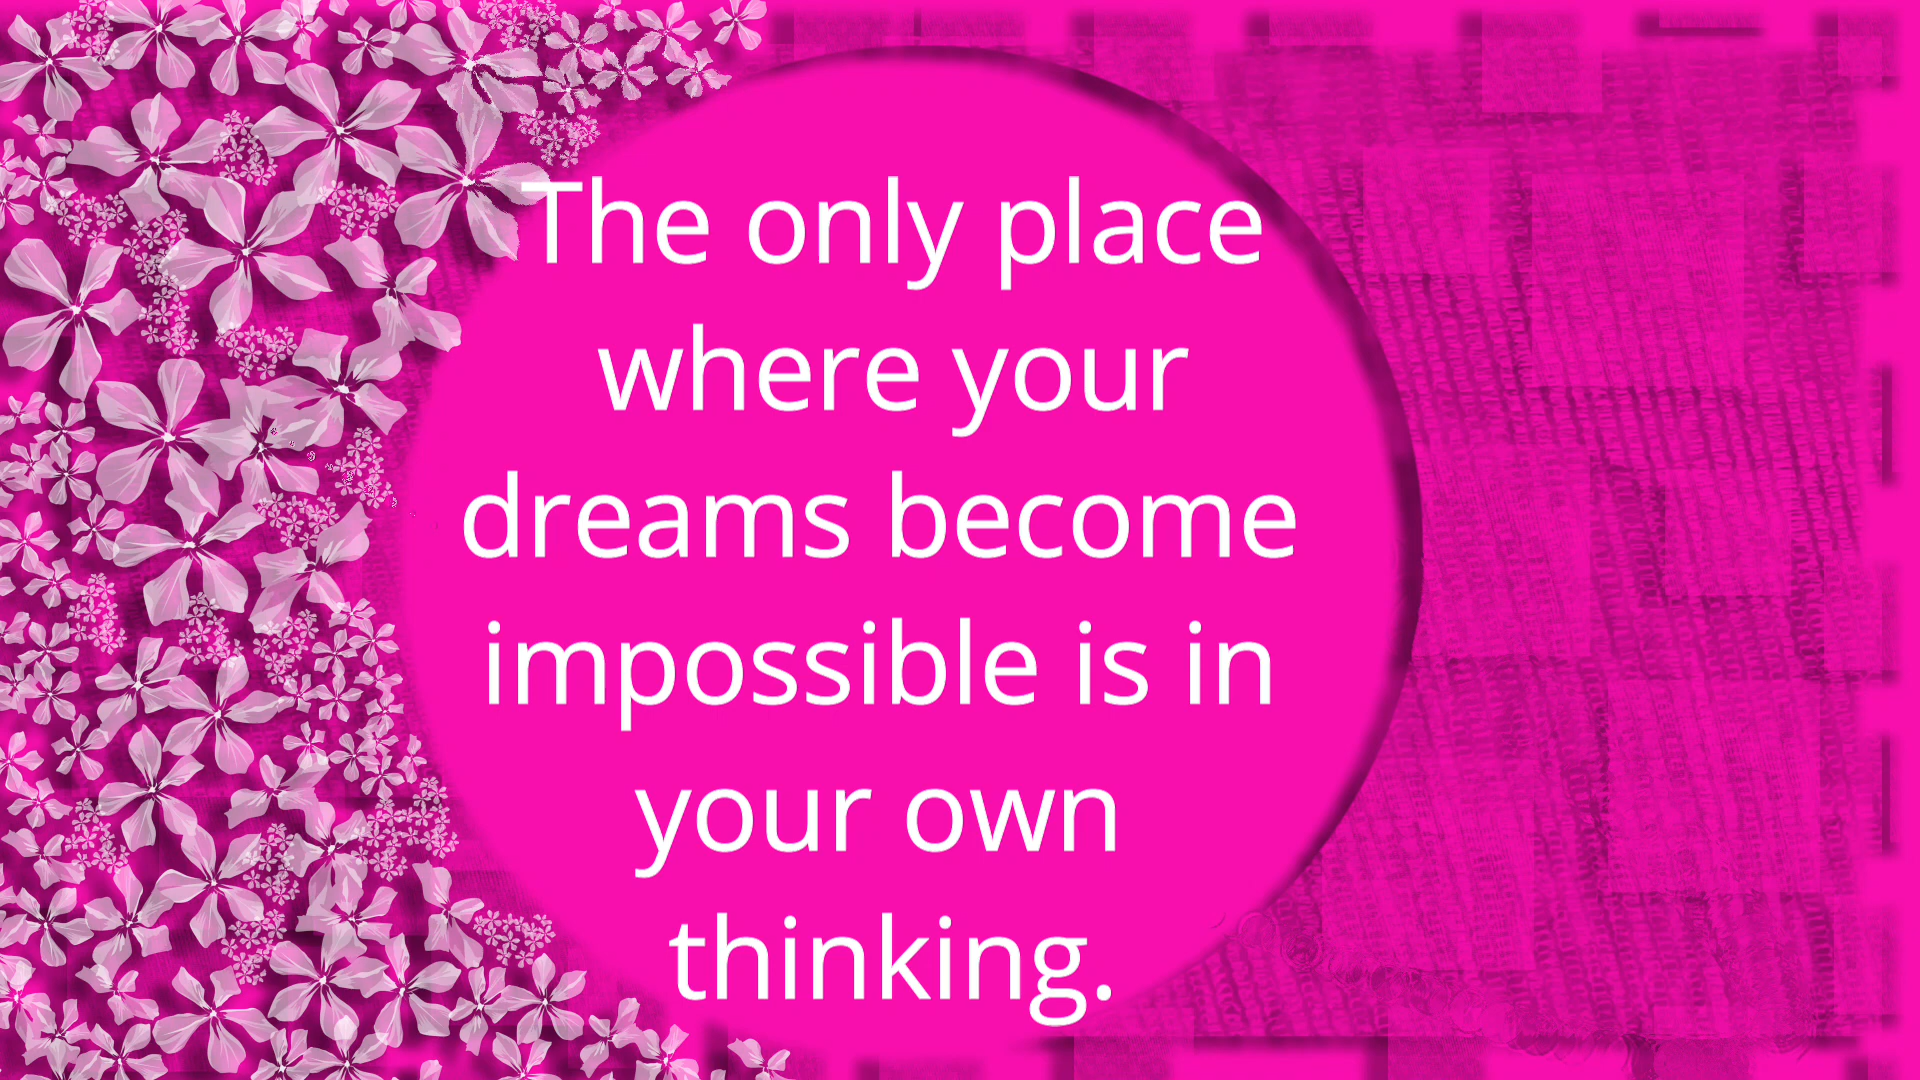 The only place
where your
dreams become
impossible is in
your own
thinking.